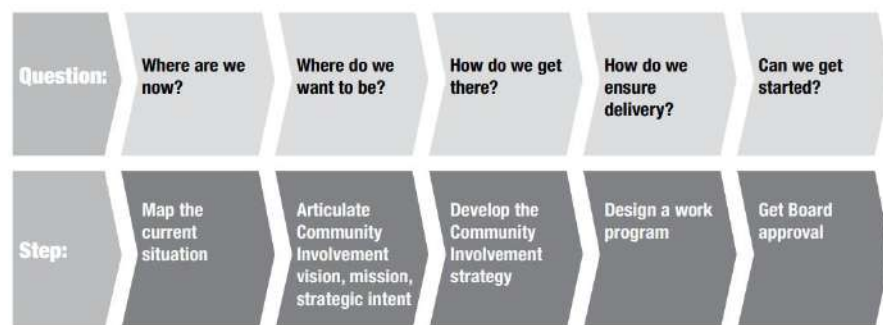 Question:
Where are we
now?
Where do we
want to be?
How do we get
there?
How do we
ensure
delivery?
Can we get
started?
Step:
Map the
current
situation
Articulate
Community
Involvement
vision, mission,
strategic intent
Develop the
Community
Involvement
strategy
Design a work
program
Get Board
approval